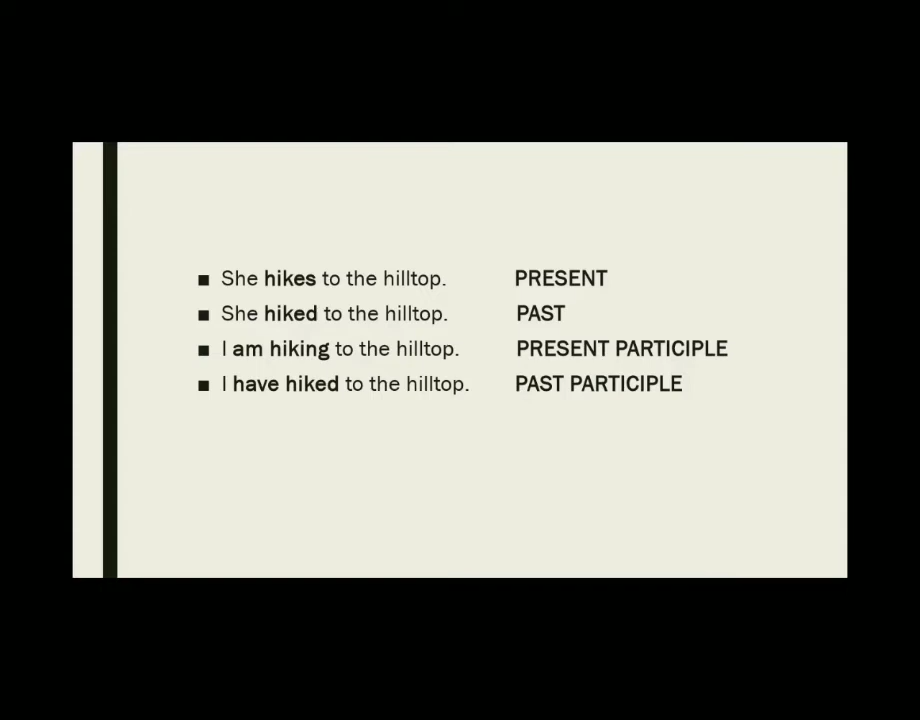 ■ She hikes to the hilltop. PRESENT
■ She hiked to the hilltop. PAST
■ I am hiking to the hilltop. PRESENT PARTICIPLE
■ I have hiked to the hilltop. PAST PARTICIPLE